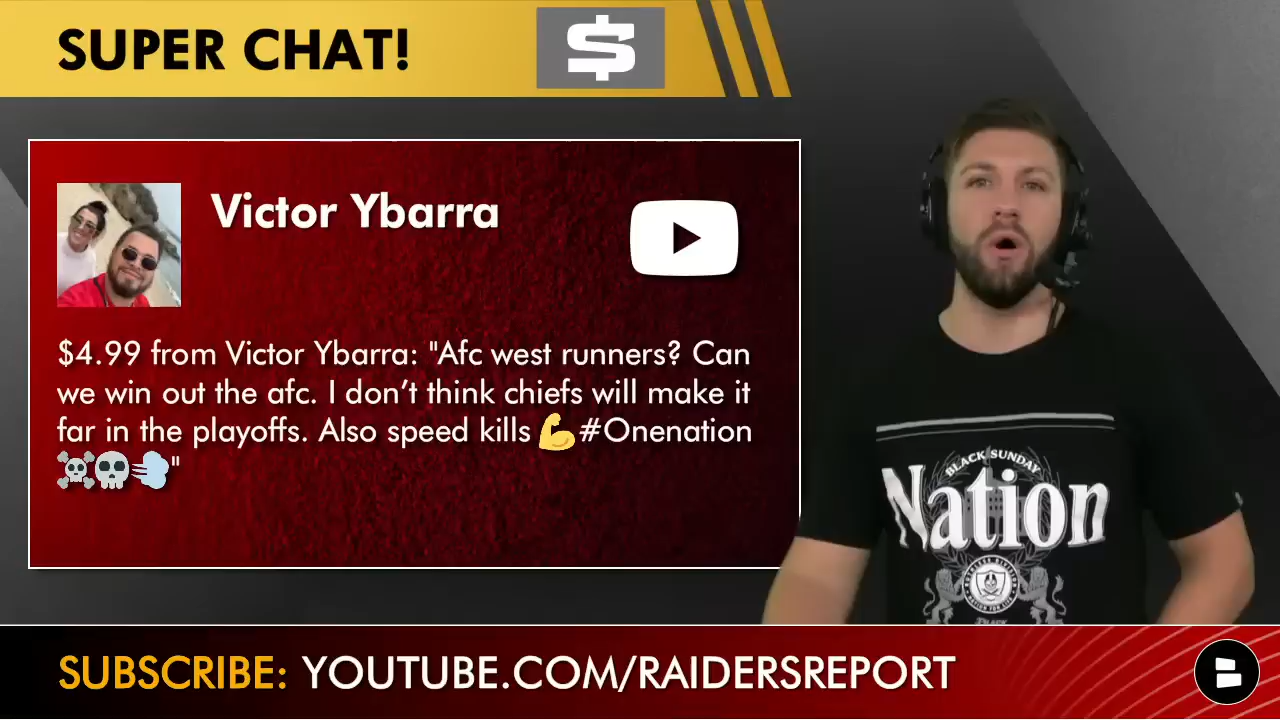 SUPER CHAT!
$
Victor Ybarra
$4.99 from Victor Ybarra: "Afc west runners? Can
we win out the afc. I don’t think chiefs will make it
far in the playoffs. Also speed kills 💪#Onenation
☠️💀💨"
BLACK SUNDAY
Nation
SUBSCRIBE: YOUTUBE.COM/RAIDERSREPORT